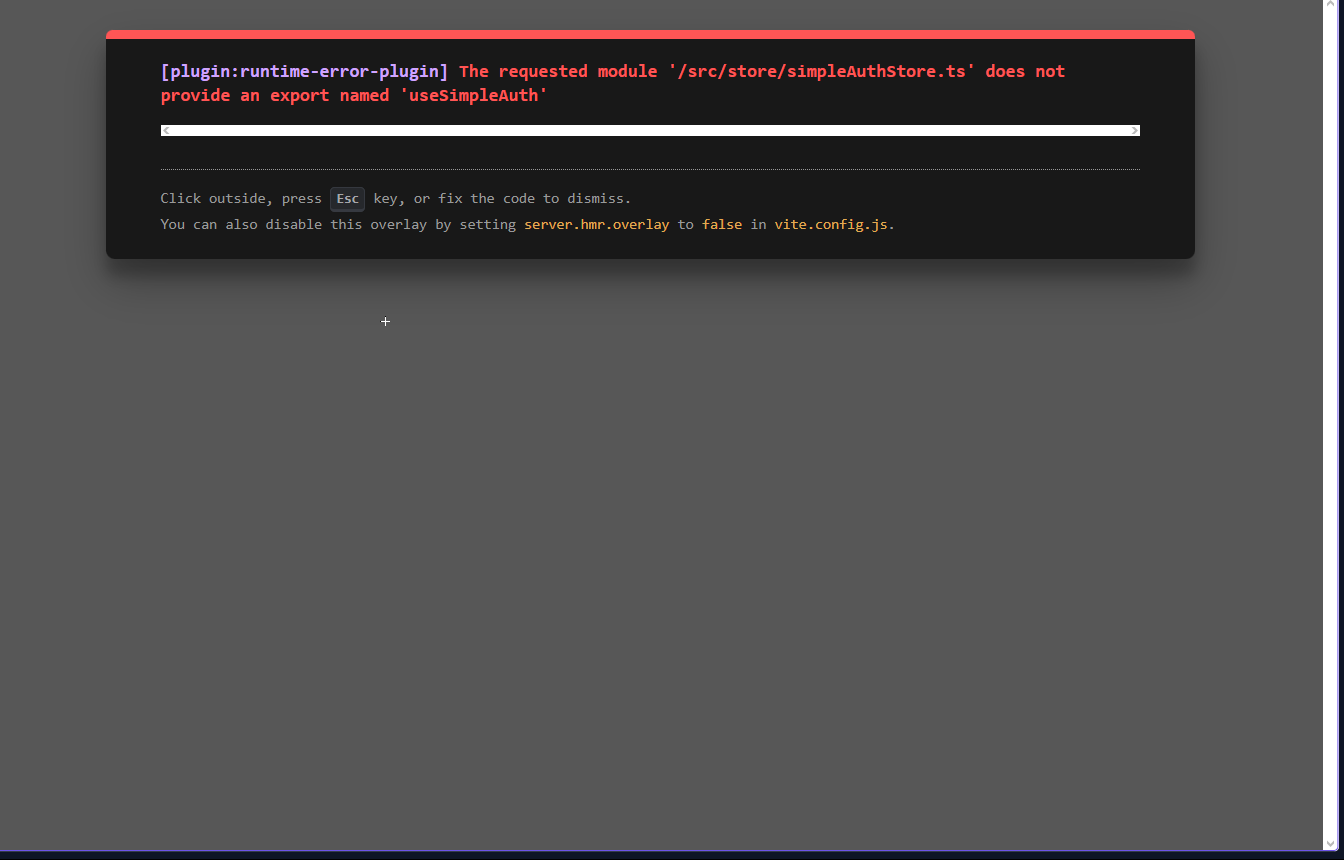 [plugin:runtime-error-plugin] The requested module '/src/store/simpleAuthStore.ts' does not
provide an export named 'useSimpleAuth'
Click outside, press Esc key, or fix the code to dismiss.
You can also disable this overlay by setting server.hmr.overlay to false in vite.config.js.